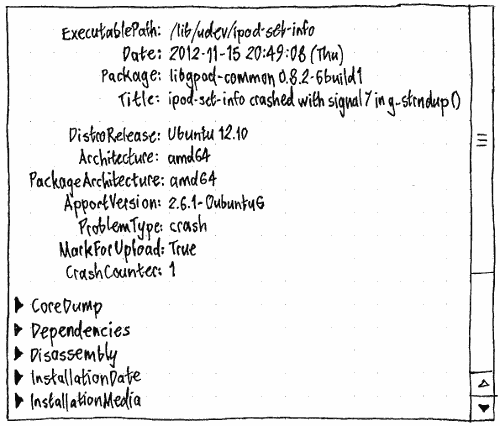 ExecutablePath: /lib/udev/ipod-set-info
Date: 2012-11-15 20:49:08 (Thu)
Package: libgpod-common 0.8.2-6build1
Title: ipod-set-info crashed with signal 7 in g_strndup()
DistroRelease: Ubuntu 12.10
Architecture: amd64
PackageArchitecture: amd64
ApportVersion: 2.6.1-0ubuntu6
ProblemType: crash
MarkForUpload: True
CrashCounter: 1
CoreDump
Dependencies
Disassembly
InstallationDate
InstallationMedia